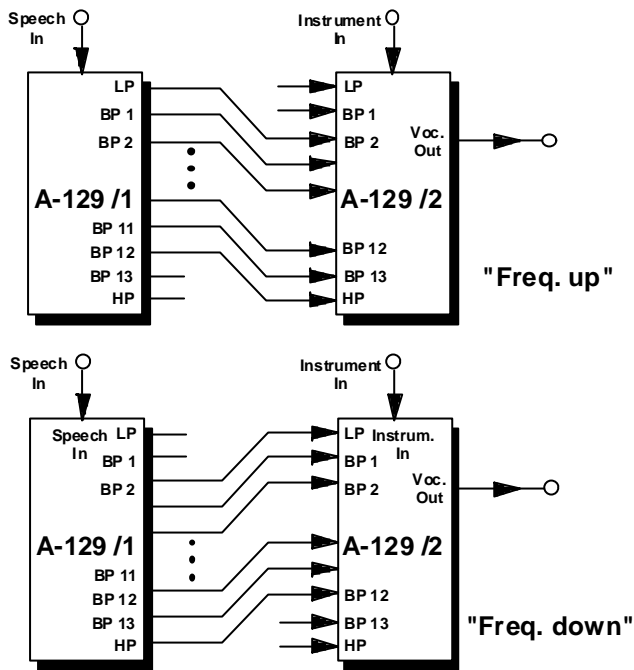 Speech In
Instrument In
LP
BP 1
BP 2
A-129 /1
BP 11
BP 12
BP 13
HP
LP
BP 1
BP 2
Voc. Out
A-129 /2
BP 12
BP 13
HP
"Freq. up"
Speech In
Instrument In
Speech In
LP
BP 1
BP 2
A-129 /1
BP 11
BP 12
BP 13
HP
LP
Instrum. In
BP 1
BP 2
Voc. Out
A-129 /2
BP 12
BP 13
HP
"Freq. down"